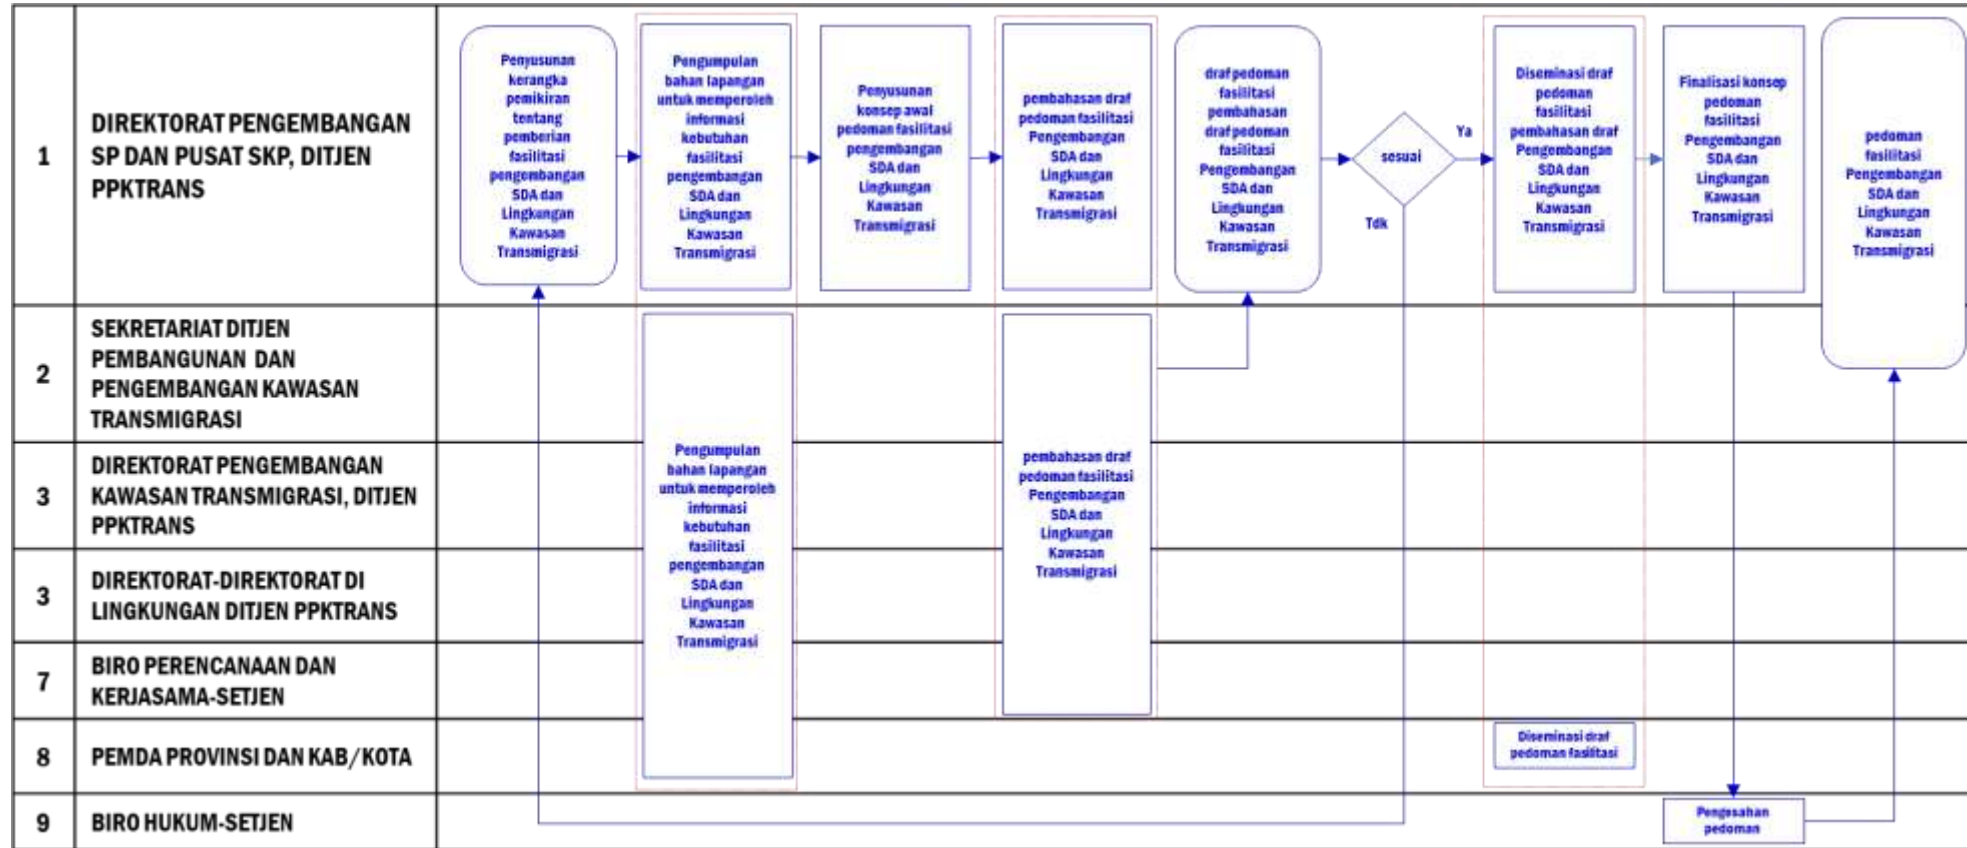 1
DIREKTORAT PENGEMBANGAN
SP DAN PUSAT SKP, DITJEN
PPKTRANS
Penyusunan
kerangka
pemikiran
tentang
pemberian
fasilitasi
pengembangan
SDA dan
Lingkungan
Kawasan
Transmigrasi
Pengumpulan
bahan lapangan
untuk memperoleh
informasi
kebutuhan
fasilitasi
pengembangan
SDA dan
Lingkungan
Kawasan
Transmigrasi
Penyusunan
konsep awal
pedoman fasilitasi
pengembangan
SDA dan
Lingkungan
Kawasan
Transmigrasi
pembahasan draf
pedoman fasilitasi
Pengembangan
SDA dan
Lingkungan
Kawasan
Transmigrasi
draf pedoman
fasilitasi
pembahasan
draf pedoman
fasilitasi
Pengembangan
SDA dan
Lingkungan
Kawasan
Transmigrasi
sesuai
Ya
Tdk
Diseminasi draf
pedoman
fasilitasi
pembahasan draf
Pengembangan
SDA dan
Lingkungan
Kawasan
Transmigrasi
Finalisasi konsep
pedoman
fasilitasi
Pengembangan
SDA dan
Lingkungan
Kawasan
Transmigrasi
pedoman
fasilitasi
Pengembangan
SDA dan
Lingkungan
Kawasan
Transmigrasi
2
SEKRETARIAT DITJEN
PEMBANGUNAN DAN
PENGEMBANGAN KAWASAN
TRANSMIGRASI
3
DIREKTORAT PENGEMBANGAN
KAWASAN TRANSMIGRASI, DITJEN
PPKTRANS
Pengumpulan
bahan lapangan
untuk memperoleh
informasi
kebutuhan
fasilitasi
pengembangan
SDA dan
Lingkungan
Kawasan
Transmigrasi
pembahasan draf
pedoman fasilitasi
Pengembangan
SDA dan
Lingkungan
Kawasan
Transmigrasi
3
DIREKTORAT-DIREKTORAT DI
LINGKUNGAN DITJEN PPKTRANS
7
BIRO PERENCANAAN DAN
KERJASAMA-SETJEN
8
PEMDA PROVINSI DAN KAB/KOTA
Diseminasi draf
pedoman fasilitasi
9
BIRO HUKUM-SETJEN
Pengesahan
pedoman